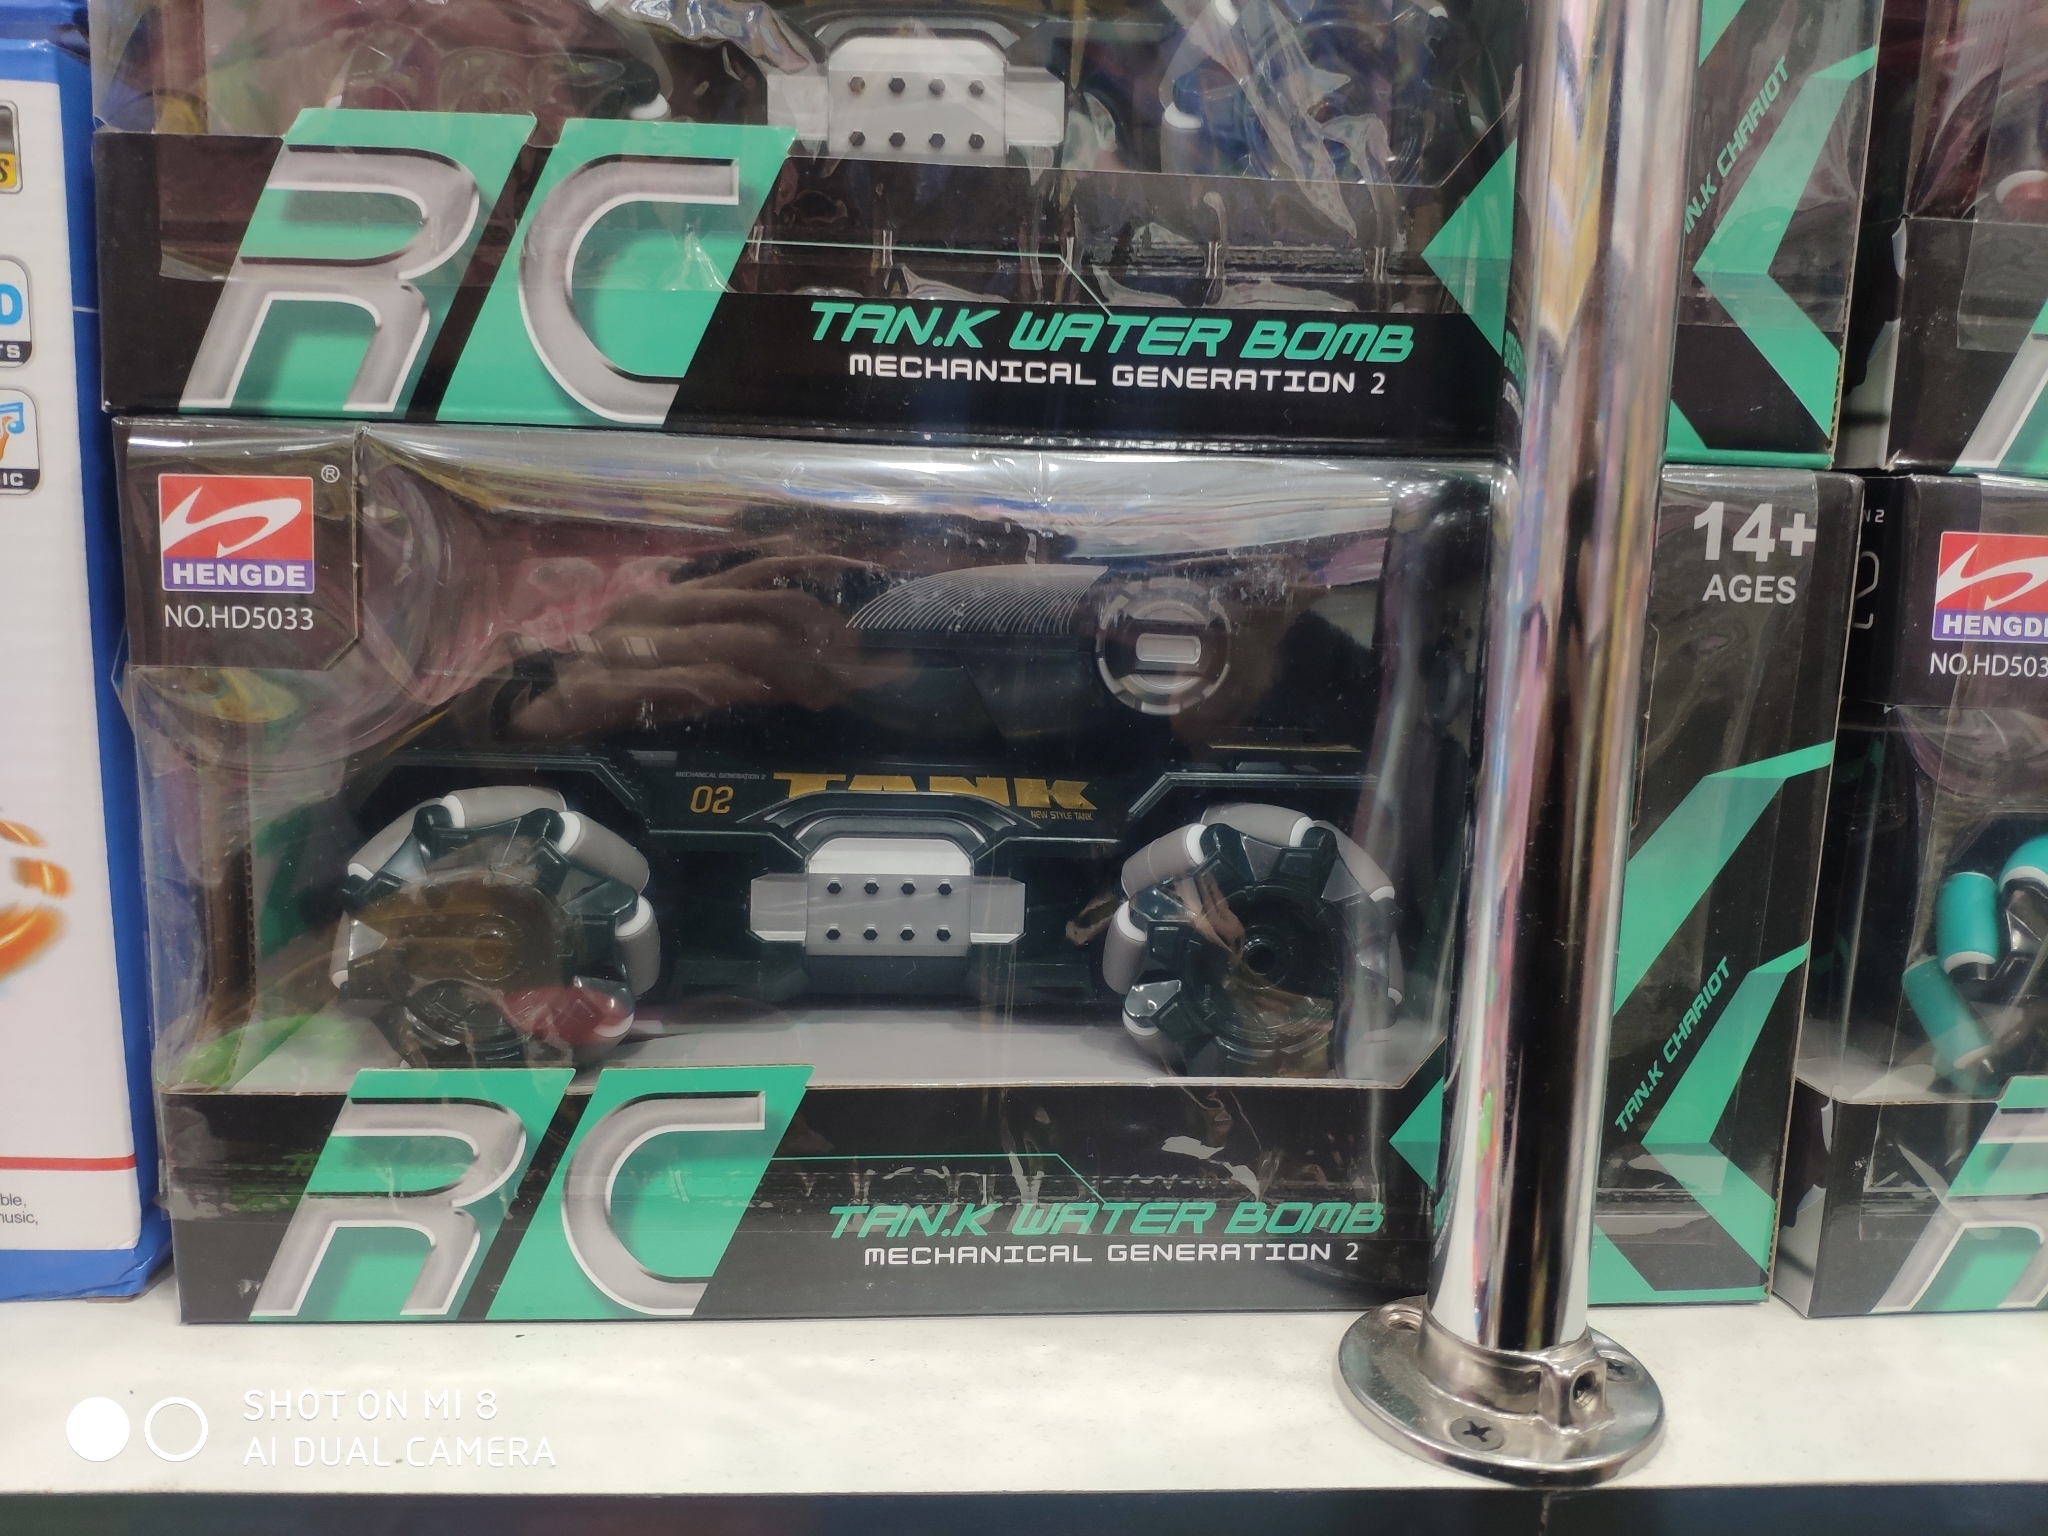 TAN.K CHARIOT
RC
TAN.K WATER BOMB
MECHANICAL GENERATION 2
HENGDE
®
NO.HD5033
14+
AGES
HENGDE
NO.HD503
MECHANICAL GENERATION 2
02
TANK
NEW STYLE TANK
TAN.K CHARIOT
RC
TAN.K WATER BOMB
MECHANICAL GENERATION 2
SHOT ON MI 8
AI DUAL CAMERA